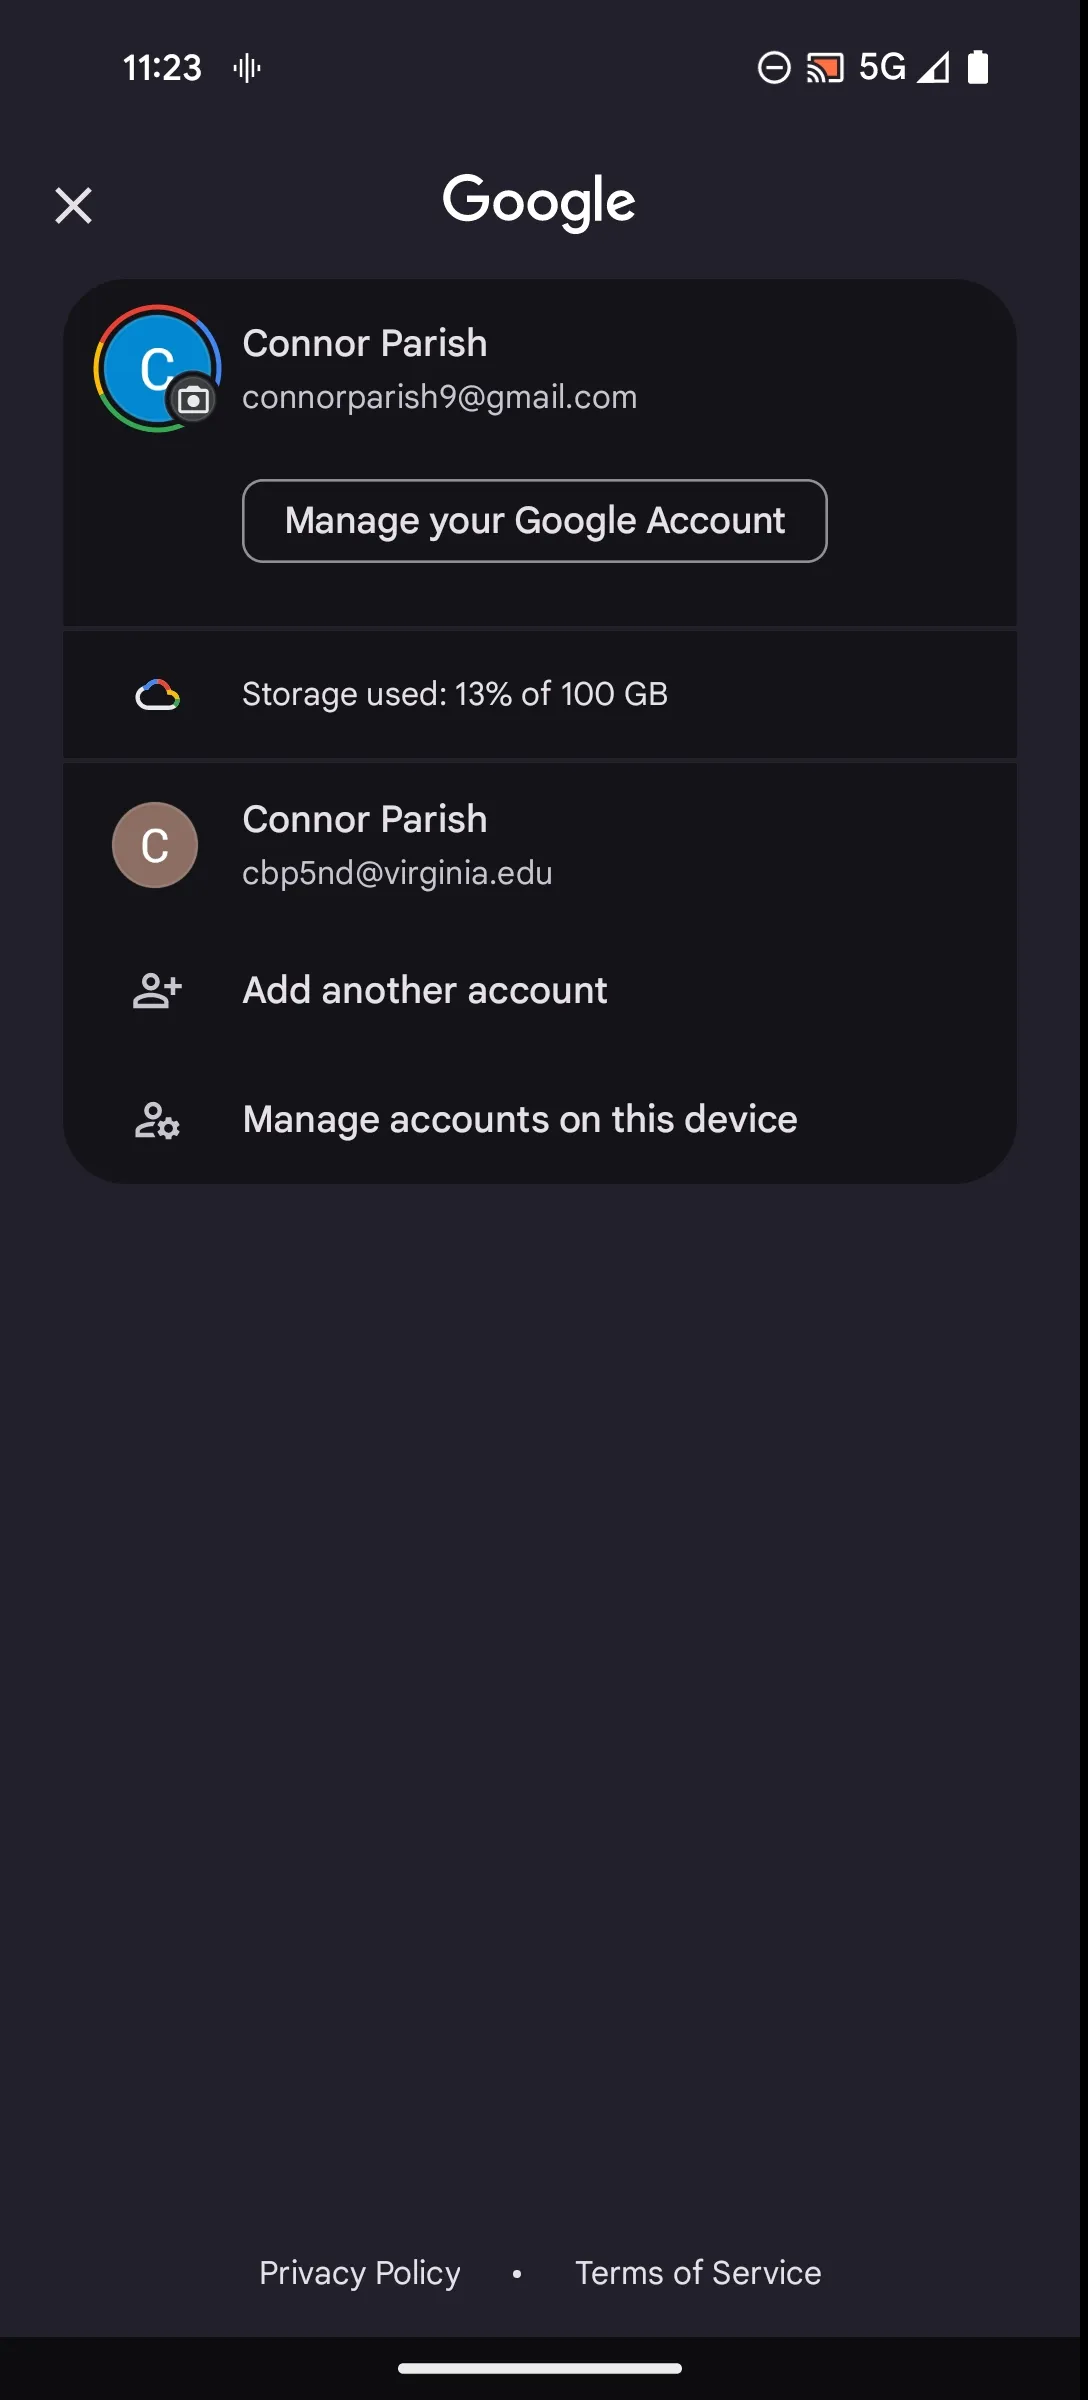 11:23
5G
Google
C
Connor Parish
connorparish9@gmail.com
Manage your Google Account
Storage used: 13% of 100 GB
C
Connor Parish
cbp5nd@virginia.edu
Add another account
Manage accounts on this device
Privacy Policy • Terms of Service